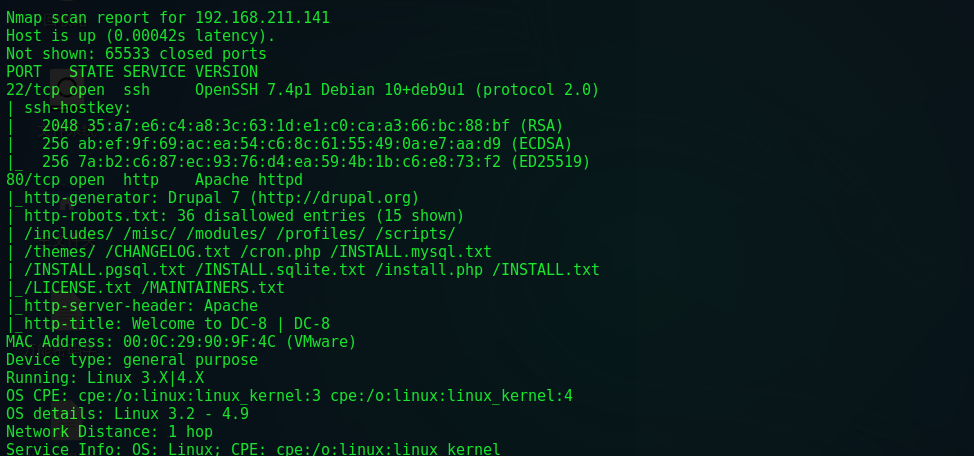 Nmap scan report for 192.168.211.141
Host is up (0.00042s latency).
Not shown: 65533 closed ports
PORT   STATE SERVICE VERSION
22/tcp open  ssh     OpenSSH 7.4p1 Debian 10+deb9u1 (protocol 2.0)
| ssh-hostkey:
|   2048 35:a7:e6:c4:a8:3c:63:1d:e1:c0:ca:a3:66:bc:88:bf (RSA)
|   256 ab:ef:9f:69:ac:ea:54:c6:8c:61:55:49:0a:e7:aa:d9 (ECDSA)
|_  256 7a:b2:c6:87:ec:93:76:d4:ea:59:4b:1b:c6:e8:73:f2 (ED25519)
80/tcp open  http    Apache httpd
|_http-generator: Drupal 7 (http://drupal.org)
| http-robots.txt: 36 disallowed entries (15 shown)
| /includes/ /misc/ /modules/ /profiles/ /scripts/
| /themes/ /CHANGELOG.txt /cron.php /INSTALL.mysql.txt
| /INSTALL.pgsql.txt /INSTALL.sqlite.txt /install.php /INSTALL.txt
|_/LICENSE.txt /MAINTAINERS.txt
|_http-server-header: Apache
|_http-title: Welcome to DC-8 | DC-8
MAC Address: 00:0C:29:90:9F:4C (VMware)
Device type: general purpose
Running: Linux 3.X|4.X
OS CPE: cpe:/o:linux:linux_kernel:3 cpe:/o:linux:linux_kernel:4
OS details: Linux 3.2 - 4.9
Network Distance: 1 hop
Service Info: OS: Linux; CPE: cpe:/o:linux:linux_kernel